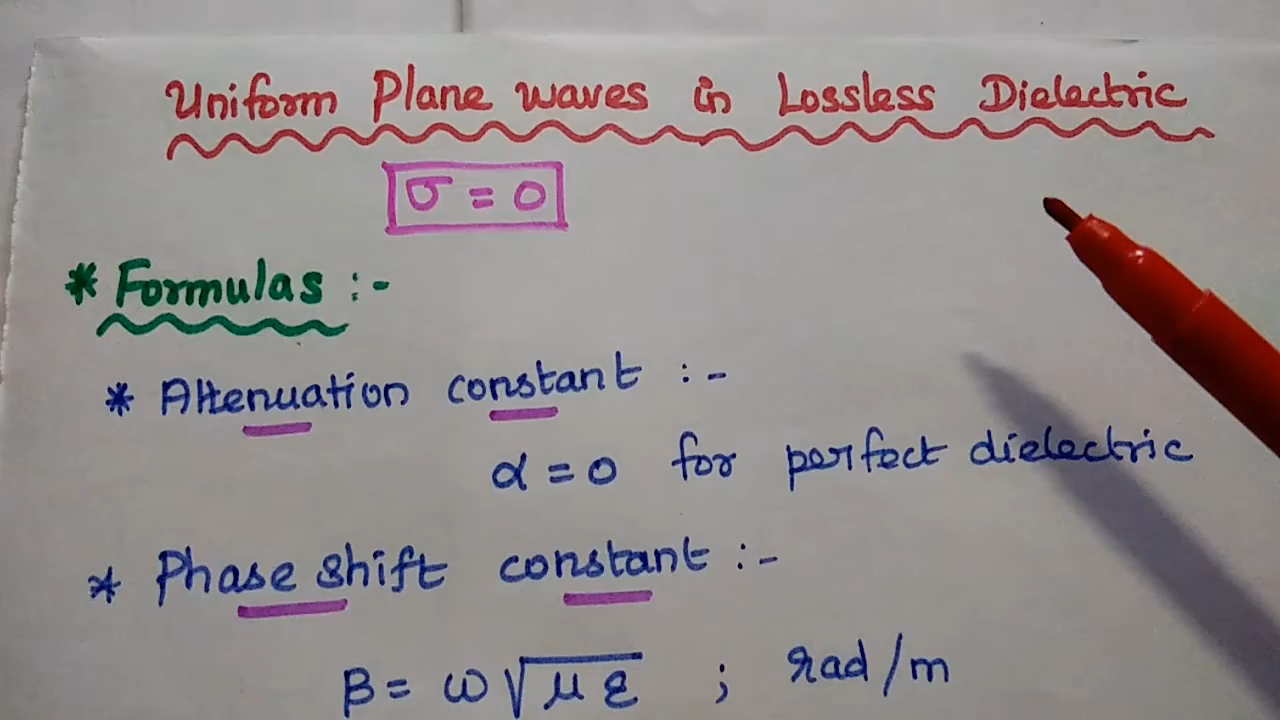 Uniform Plane waves in Lossless Dielectric
σ = 0
* Formulas :-
* Attenuation constant :-
α = 0 for perfect dielectric
* Phase shift constant :-
β = ω√με ; rad/m